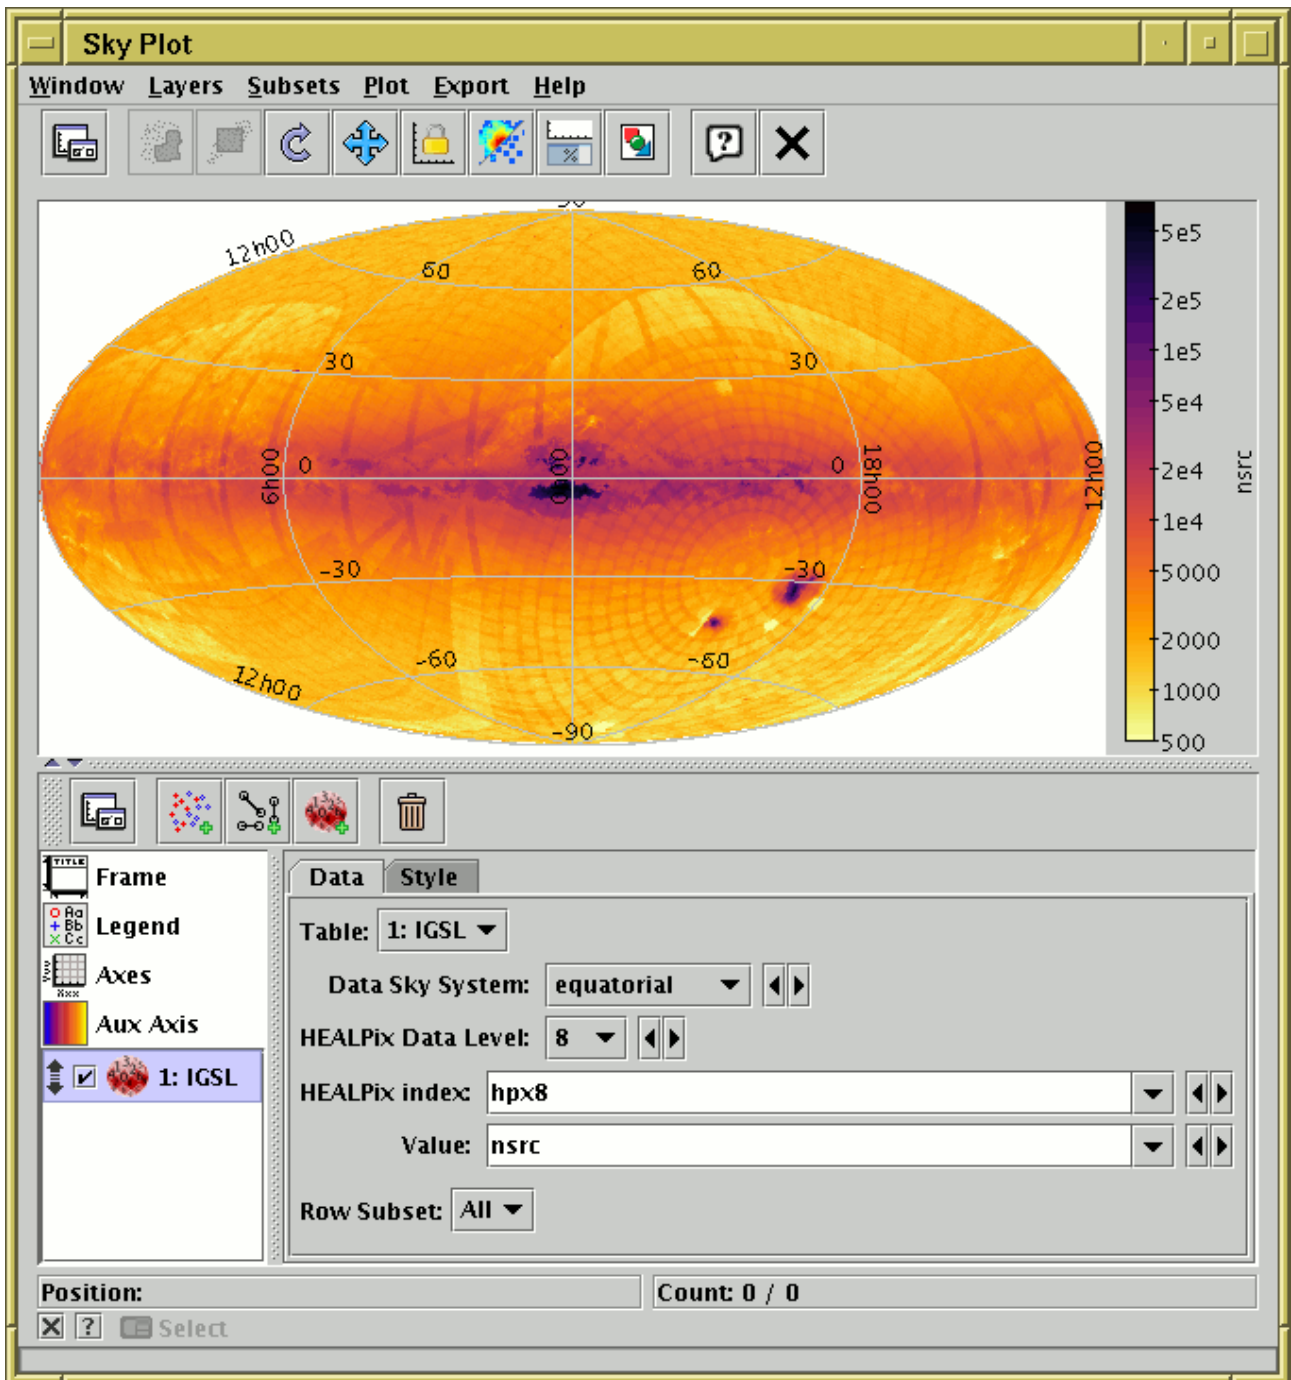 Sky Plot
Window Layers Subsets Plot Export Help
12h00
60 60
30 30
6h00 0 0h00 0 18h00 12h00
-30 -30
-60 -60
12h00
-90
5e5
2e5
1e5
5e4
2e4
1e4
5000
2000
1000
500
nsrc
Frame
Legend
Axes
Aux Axis
1: IGSL
Data Style
Table: 1: IGSL
Data Sky System: equatorial
HEALPix Data Level: 8
HEALPix index: hpx8
Value: nsrc
Row Subset: All
Position: Count: 0 / 0
Select